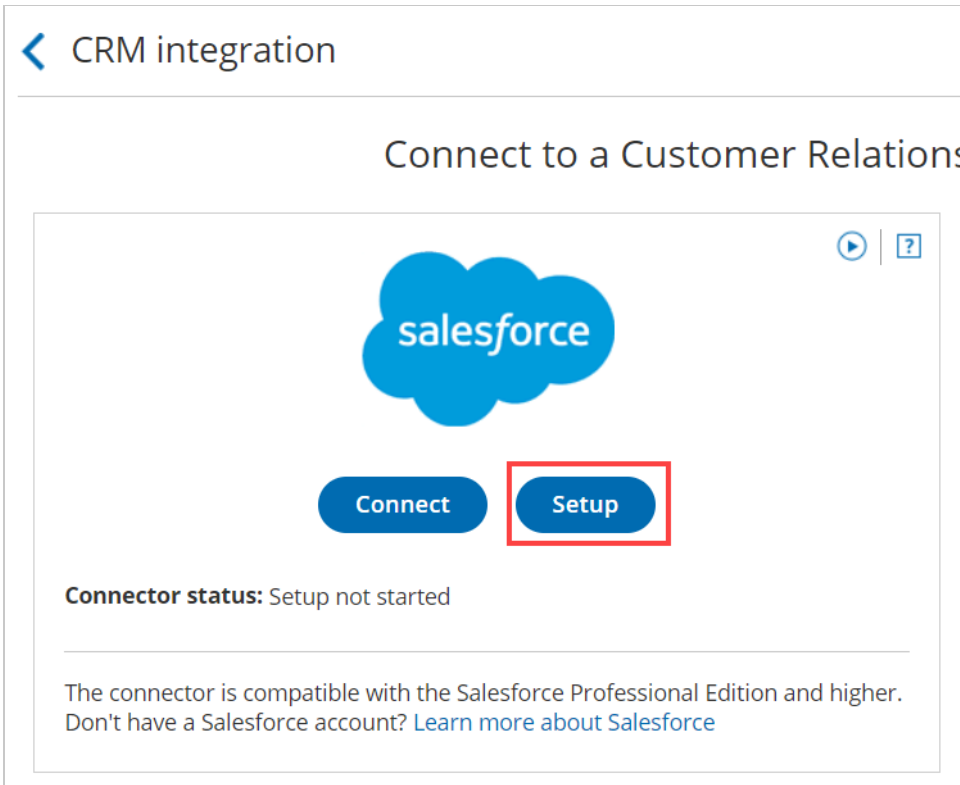 CRM integration
Connect to a Customer Relations
?
salesforce
Connect
Setup
Connector status: Setup not started
The connector is compatible with the Salesforce Professional Edition and higher.
Don't have a Salesforce account? Learn more about Salesforce